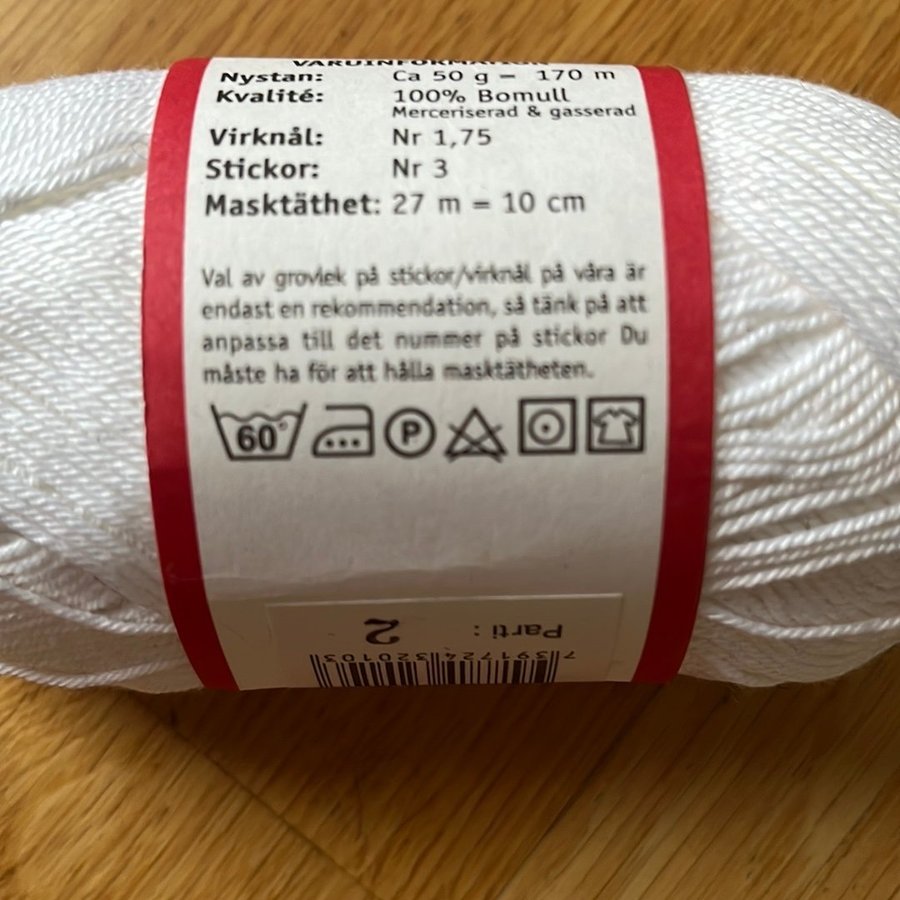 VARUINFORMATION
Nystan: Ca 50 g = 170 m
Kvalité: 100% Bomull
Merceriserad & gasserad
Virknål: Nr 1,75
Stickor: Nr 3
Masktäthet: 27 m = 10 cm
Val av grovlek på stickor/virknål på våra är
endast en rekommendation, så tänk på att
anpassa till det nummer på stickor Du
måste ha för att hålla masktätheten.
60°
P
Parti: 2
7391724320103